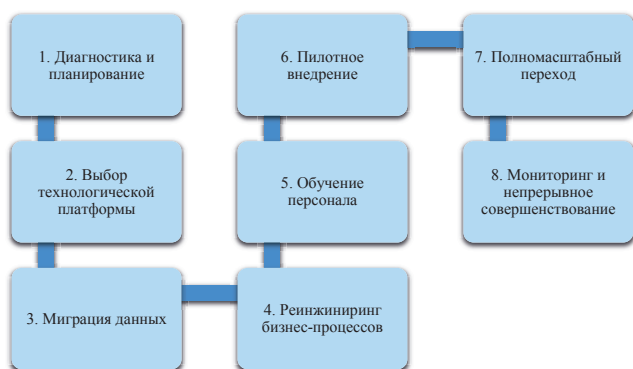 1. Диагностика и
планирование
2. Выбор
технологической
платформы
3. Миграция данных
4. Реинжиниринг
бизнес-процессов
5. Обучение
персонала
6. Пилотное
внедрение
7. Полномасштабный
переход
8. Мониторинг и
непрерывное
совершенствование